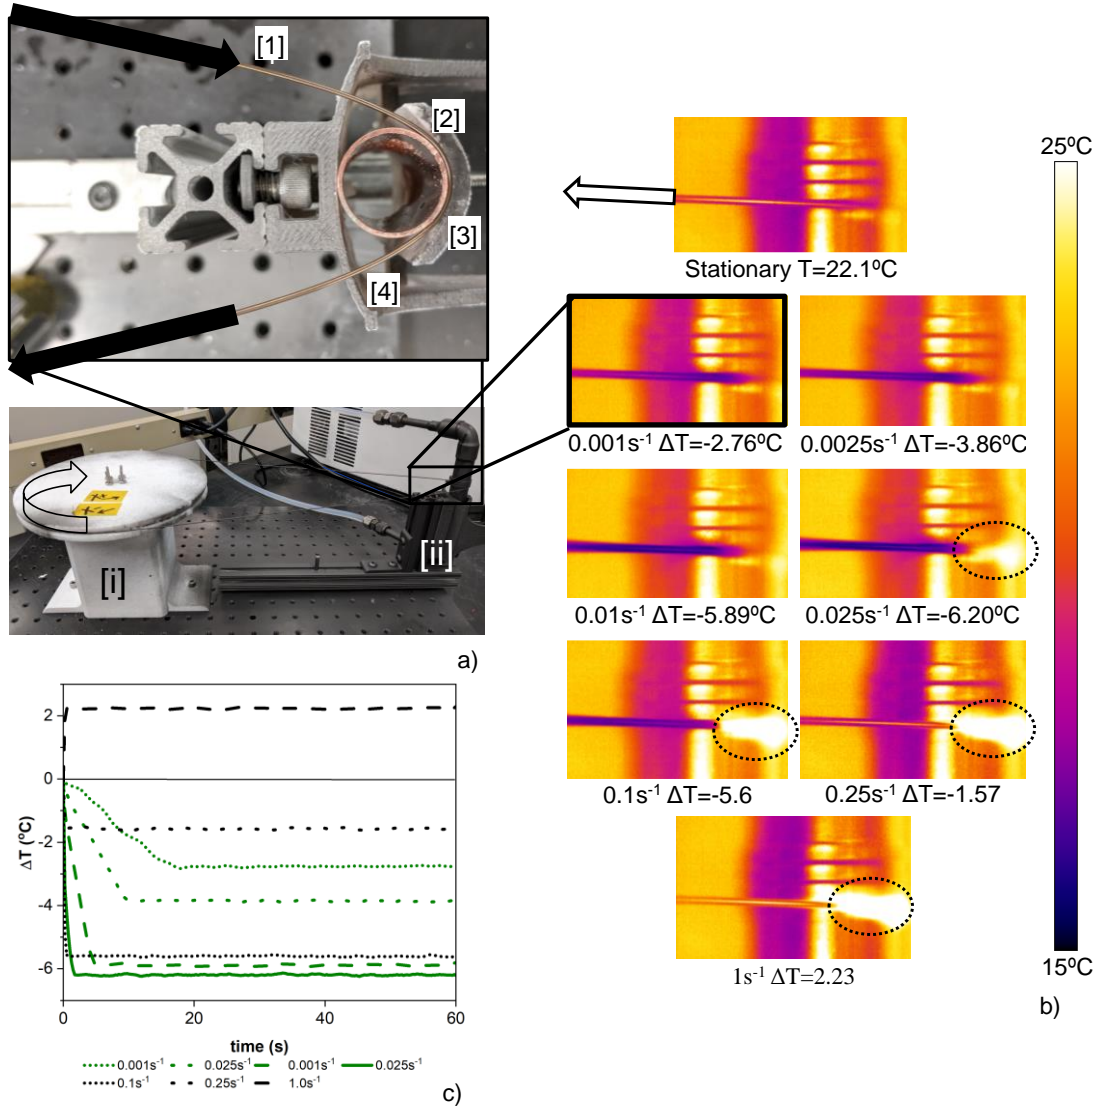 [1]
[2]
[3]
[4]
[i]
[ii]
a)
25ºC
Stationary T=22.1ºC
0.001s⁻¹ ΔT=-2.76ºC
0.0025s⁻¹ ΔT=-3.86ºC
0.01s⁻¹ ΔT=-5.89ºC
0.025s⁻¹ ΔT=-6.20ºC
0.1s⁻¹ ΔT=-5.6
0.25s⁻¹ ΔT=-1.57
1s⁻¹ ΔT=2.23
15ºC
b)
ΔT (ºC)
2
0
-2
-4
-6
0
20
40
60
time (s)
0.001s⁻¹ 0.025s⁻¹ 0.001s⁻¹ 0.025s⁻¹
0.1s⁻¹ 0.25s⁻¹ 1.0s⁻¹
c)